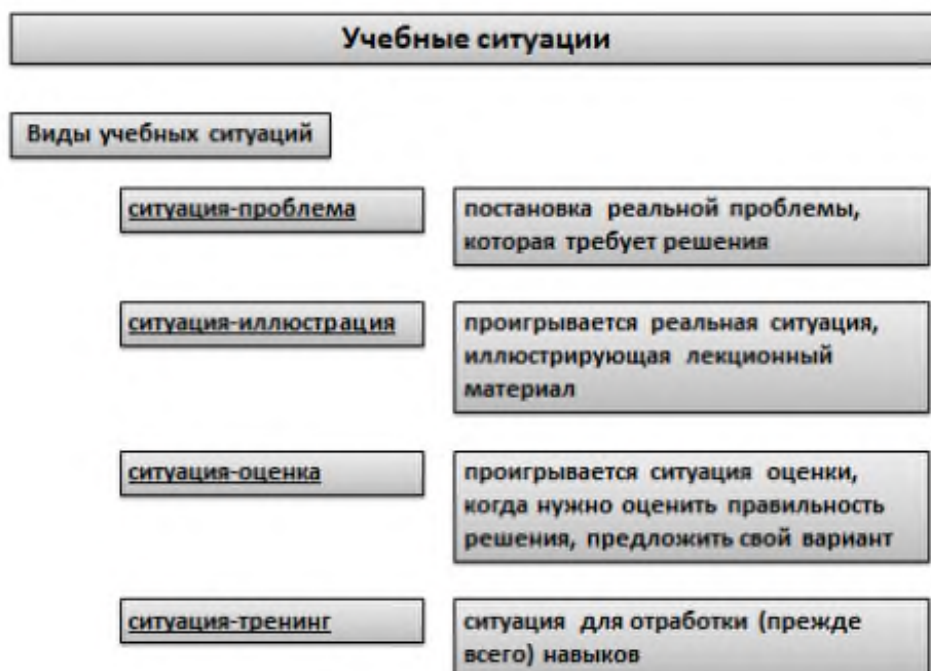 Учебные ситуации
Виды учебных ситуаций
ситуация-проблема
постановка реальной проблемы,
которая требует решения
ситуация-иллюстрация
проигрывается реальная ситуация,
иллюстрирующая лекционный
материал
ситуация-оценка
проигрывается ситуация оценки,
когда нужно оценить правильность
решения, предложить свой вариант
ситуация-тренинг
ситуация для отработки (прежде
всего) навыков